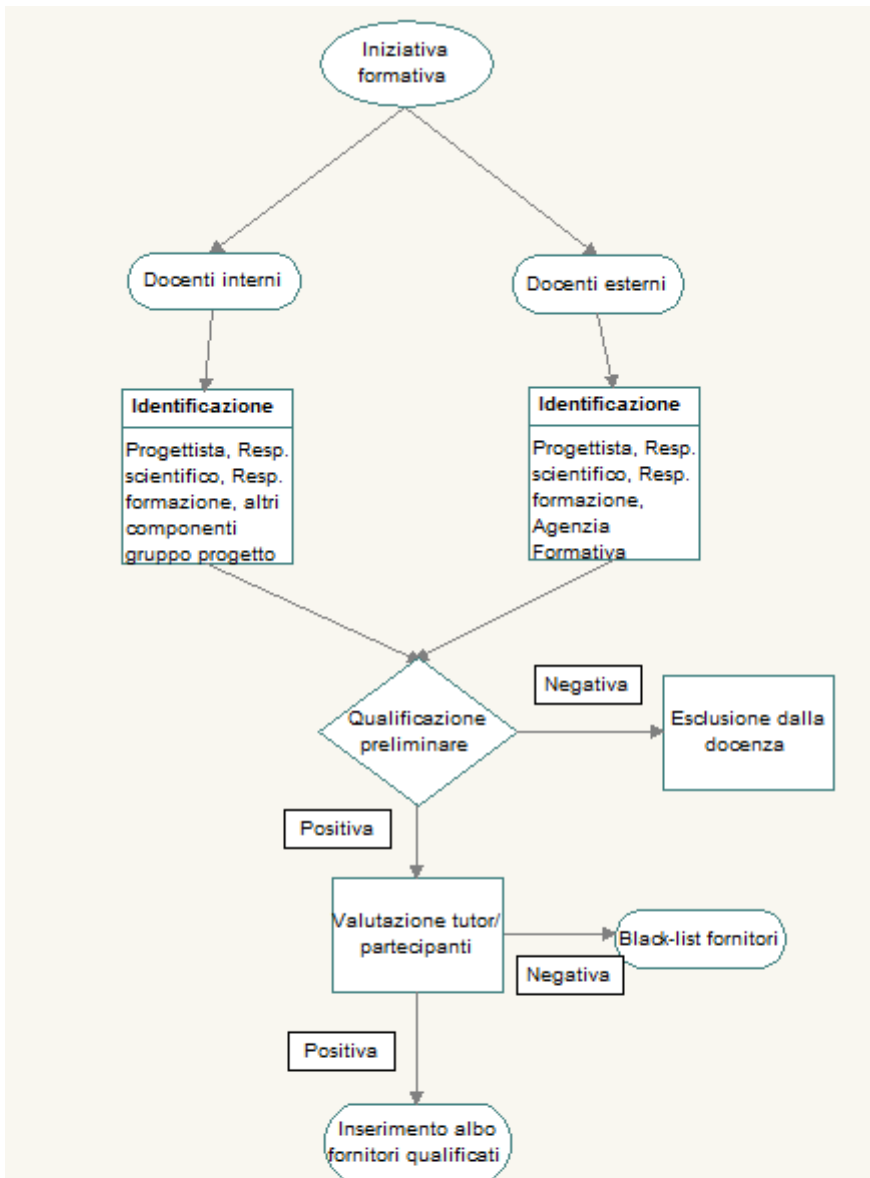 Iniziativa
formativa
Docenti interni
Docenti esterni
Identificazione
Progettista, Resp.
scientifico, Resp.
formazione, altri
componenti
gruppo progetto
Identificazione
Progettista, Resp.
scientifico, Resp.
formazione,
Agenzia
Formativa
Qualificazione
preliminare
Negativa
Esclusione dalla
docenza
Positiva
Valutazione tutor/
partecipanti
Black-list fornitori
Negativa
Positiva
Inserimento albo
fornitori qualificati